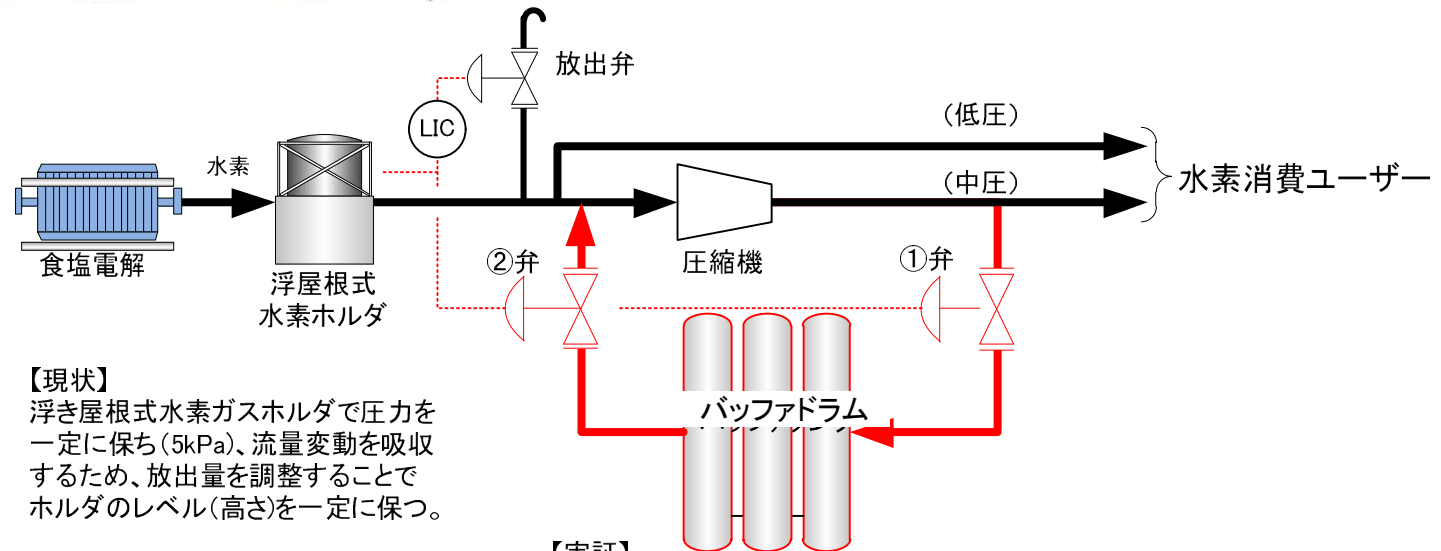 放出弁
LIC
(低圧)
水素
(中圧)
水素消費ユーザー
食塩電解
浮屋根式
水素ホルダ
②弁
圧縮機
①弁
バッファドラム
【現状】
浮き屋根式水素ガスホルダで圧力を
一定に保ち(5kPa)、流量変動を吸収
するため、放出量を調整することで
ホルダのレベル(高さ)を一定に保つ。
【実証】